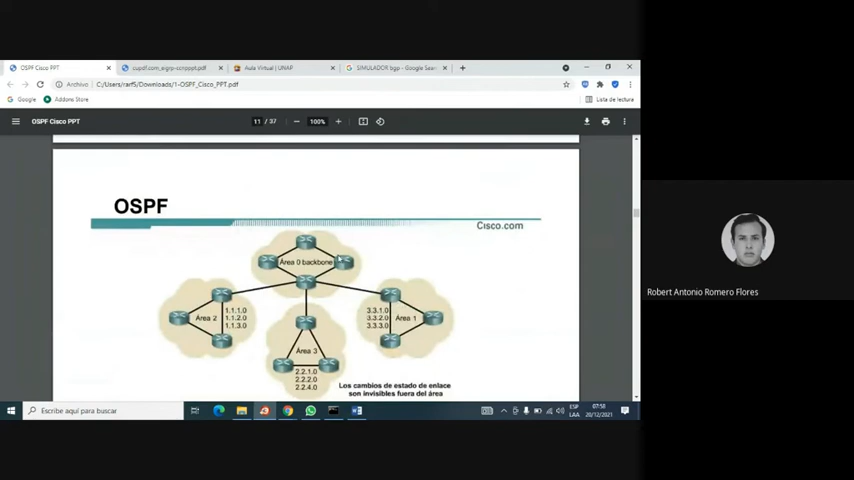 OSPF Cisco PPT
cupdf.com_eigrp-ccnpppt.pdf
Aula Virtual | UNAP
SIMULADOR bgp - Google Sear
Archivo
C:/Users/rarf5/Downloads/1-OSPF_Cisco_PPT.pdf
Google
Addons Store
Lista de lectura
OSPF Cisco PPT
11 / 37
100%
OSPF
Cisco.com
Área 0 backbone
Área 2
1.1.1.0
1.1.2.0
1.1.3.0
3.3.1.0
3.3.2.0
3.3.3.0
Área 1
Área 3
2.2.1.0
2.2.2.0
2.2.4.0
Los cambios de estado de enlace
son invisibles fuera del área
Robert Antonio Romero Flores
Escribe aquí para buscar
ESP
LAA
07:58
20/12/2021